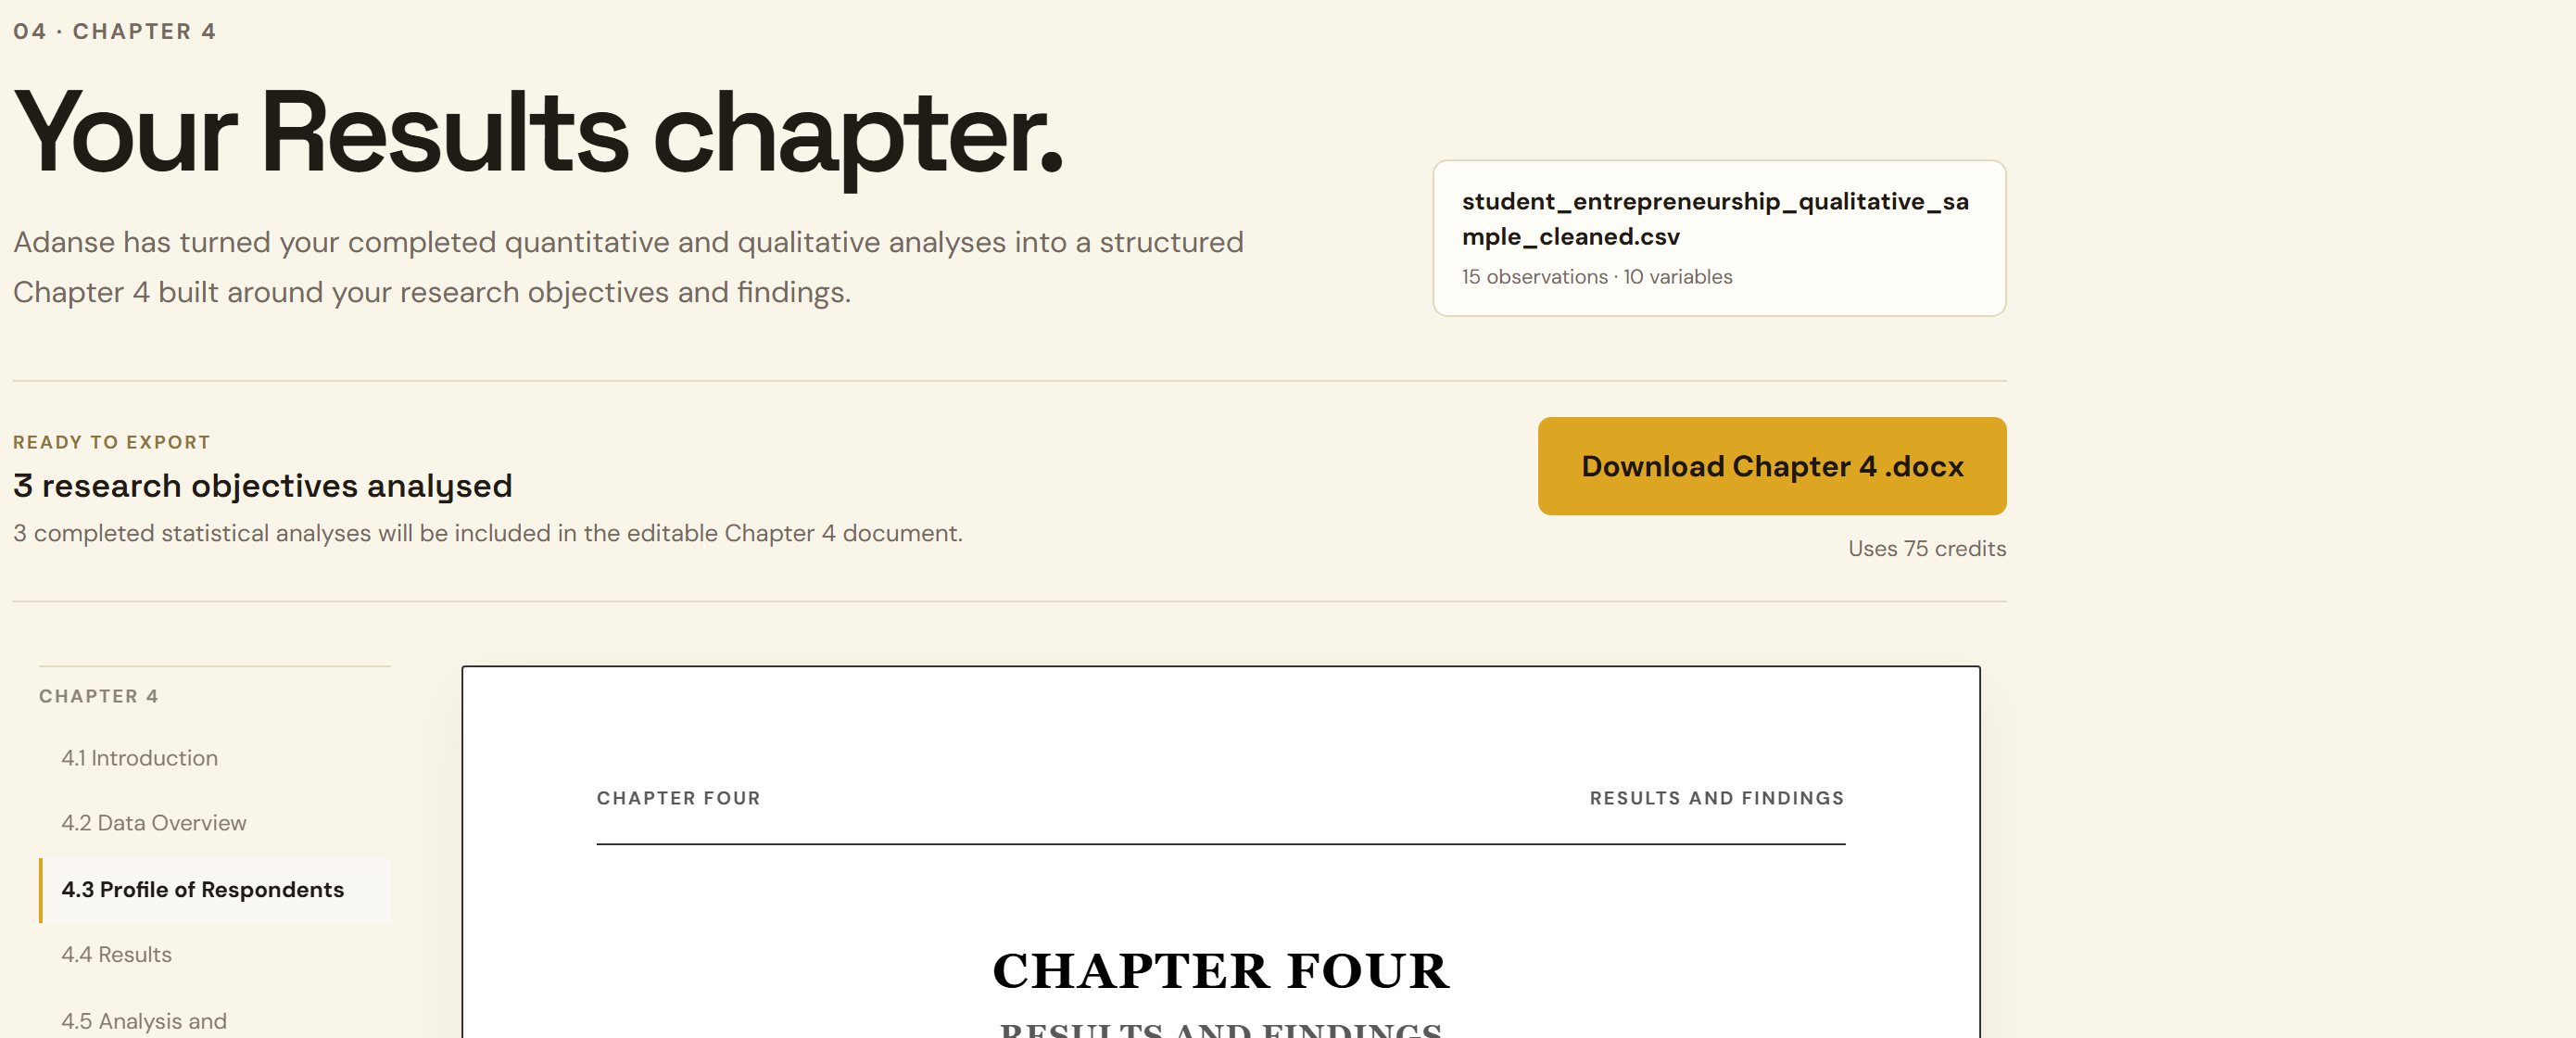 04 · CHAPTER 4
Your Results chapter.
Adanse has turned your completed quantitative and qualitative analyses into a structured
Chapter 4 built around your research objectives and findings.
student_entrepreneurship_qualitative_sa
mple_cleaned.csv
15 observations · 10 variables
READY TO EXPORT
3 research objectives analysed
3 completed statistical analyses will be included in the editable Chapter 4 document.
Download Chapter 4 .docx
Uses 75 credits
CHAPTER 4
4.1 Introduction
4.2 Data Overview
4.3 Profile of Respondents
4.4 Results
4.5 Analysis and
CHAPTER FOUR
RESULTS AND FINDINGS
CHAPTER FOUR
RESULTS AND FINDINGS